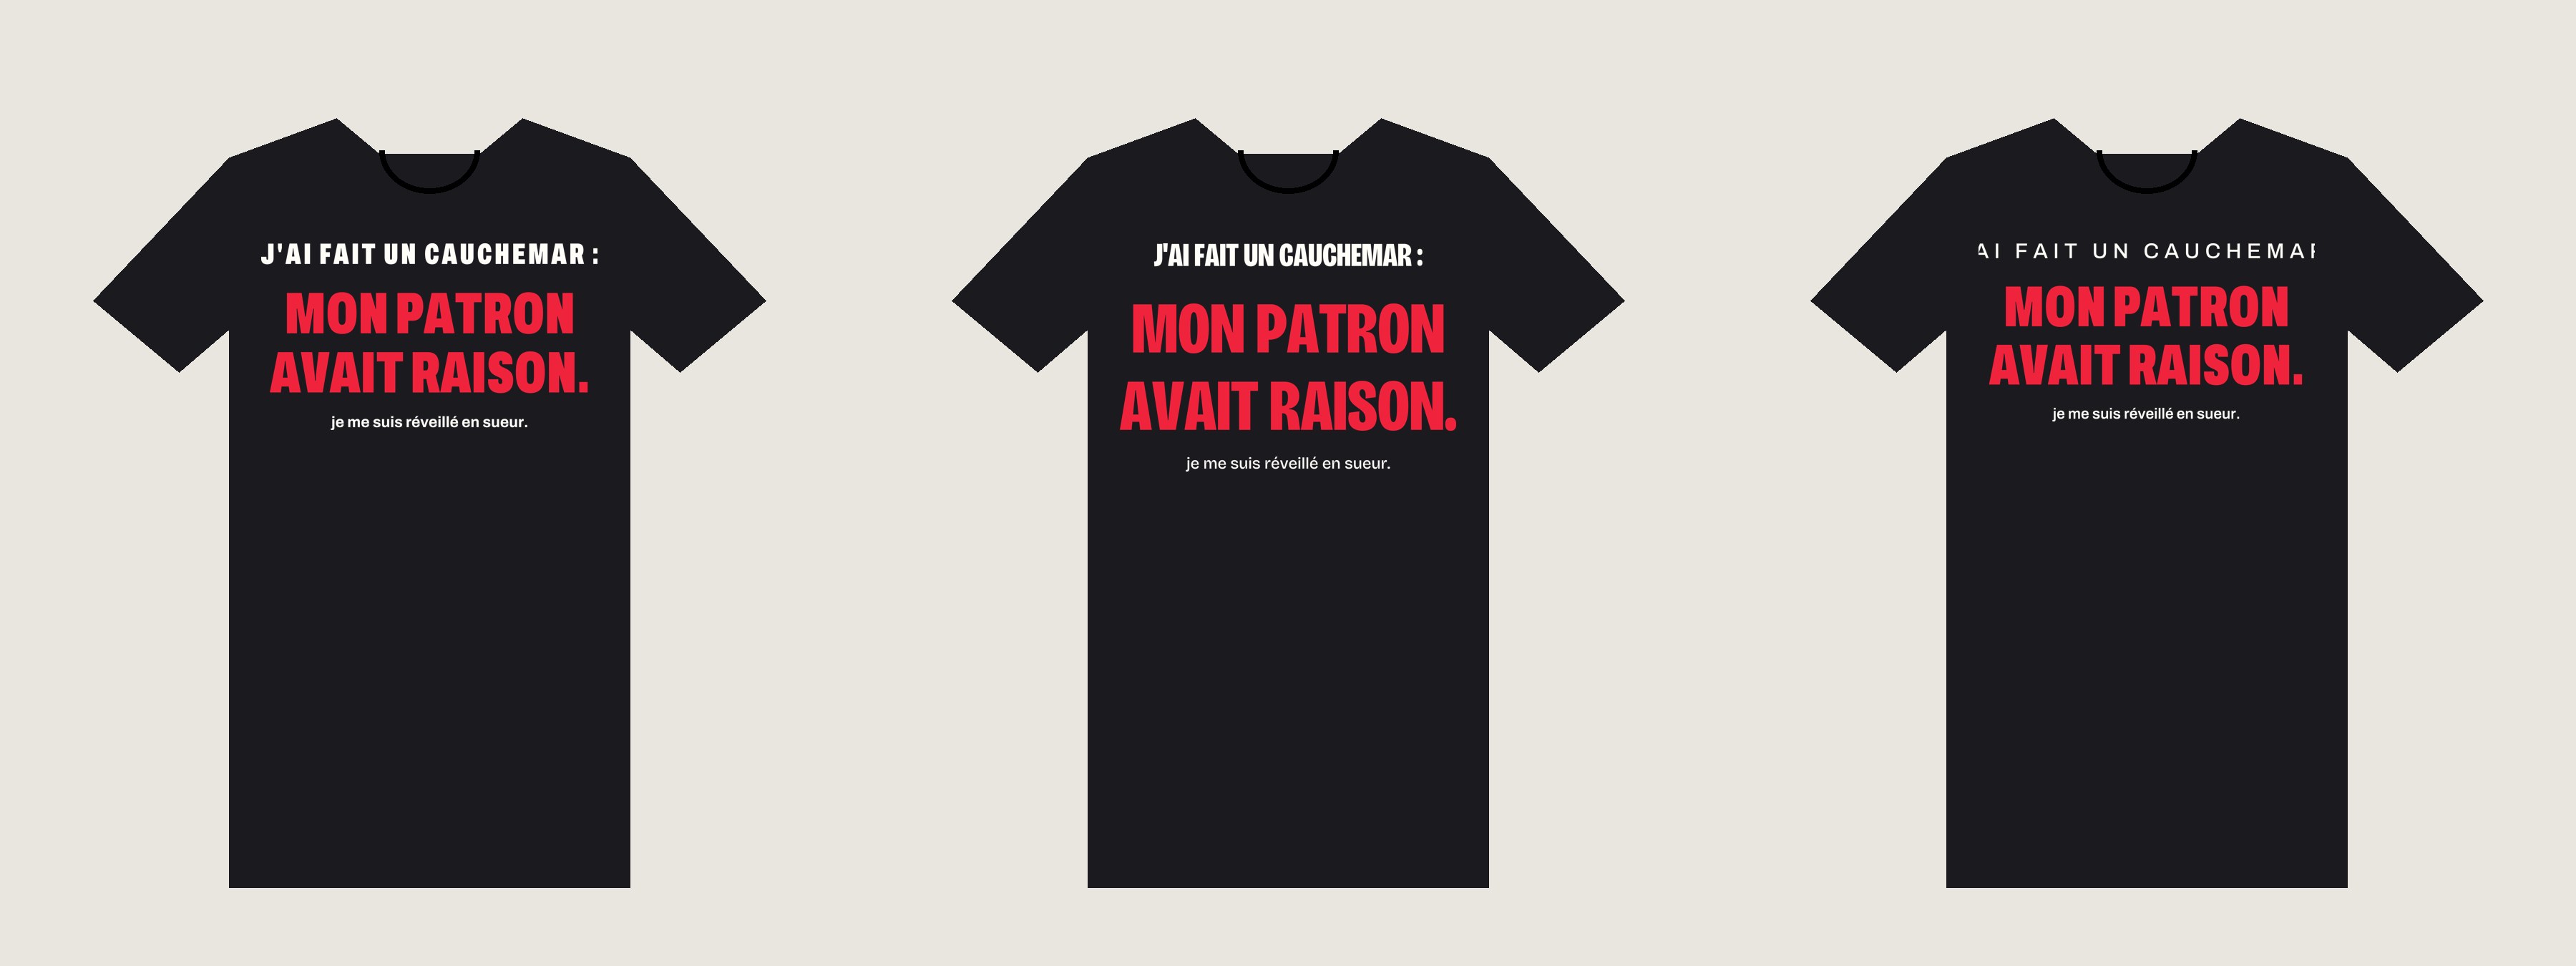 J'AI FAIT UN CAUCHEMAR :
MON PATRON
AVAIT RAISON.
je me suis réveillé en sueur.
J'AI FAIT UN CAUCHEMAR :
MON PATRON
AVAIT RAISON.
je me suis réveillé en sueur.
AI FAIT UN CAUCHEMAR
MON PATRON
AVAIT RAISON.
je me suis réveillé en sueur.